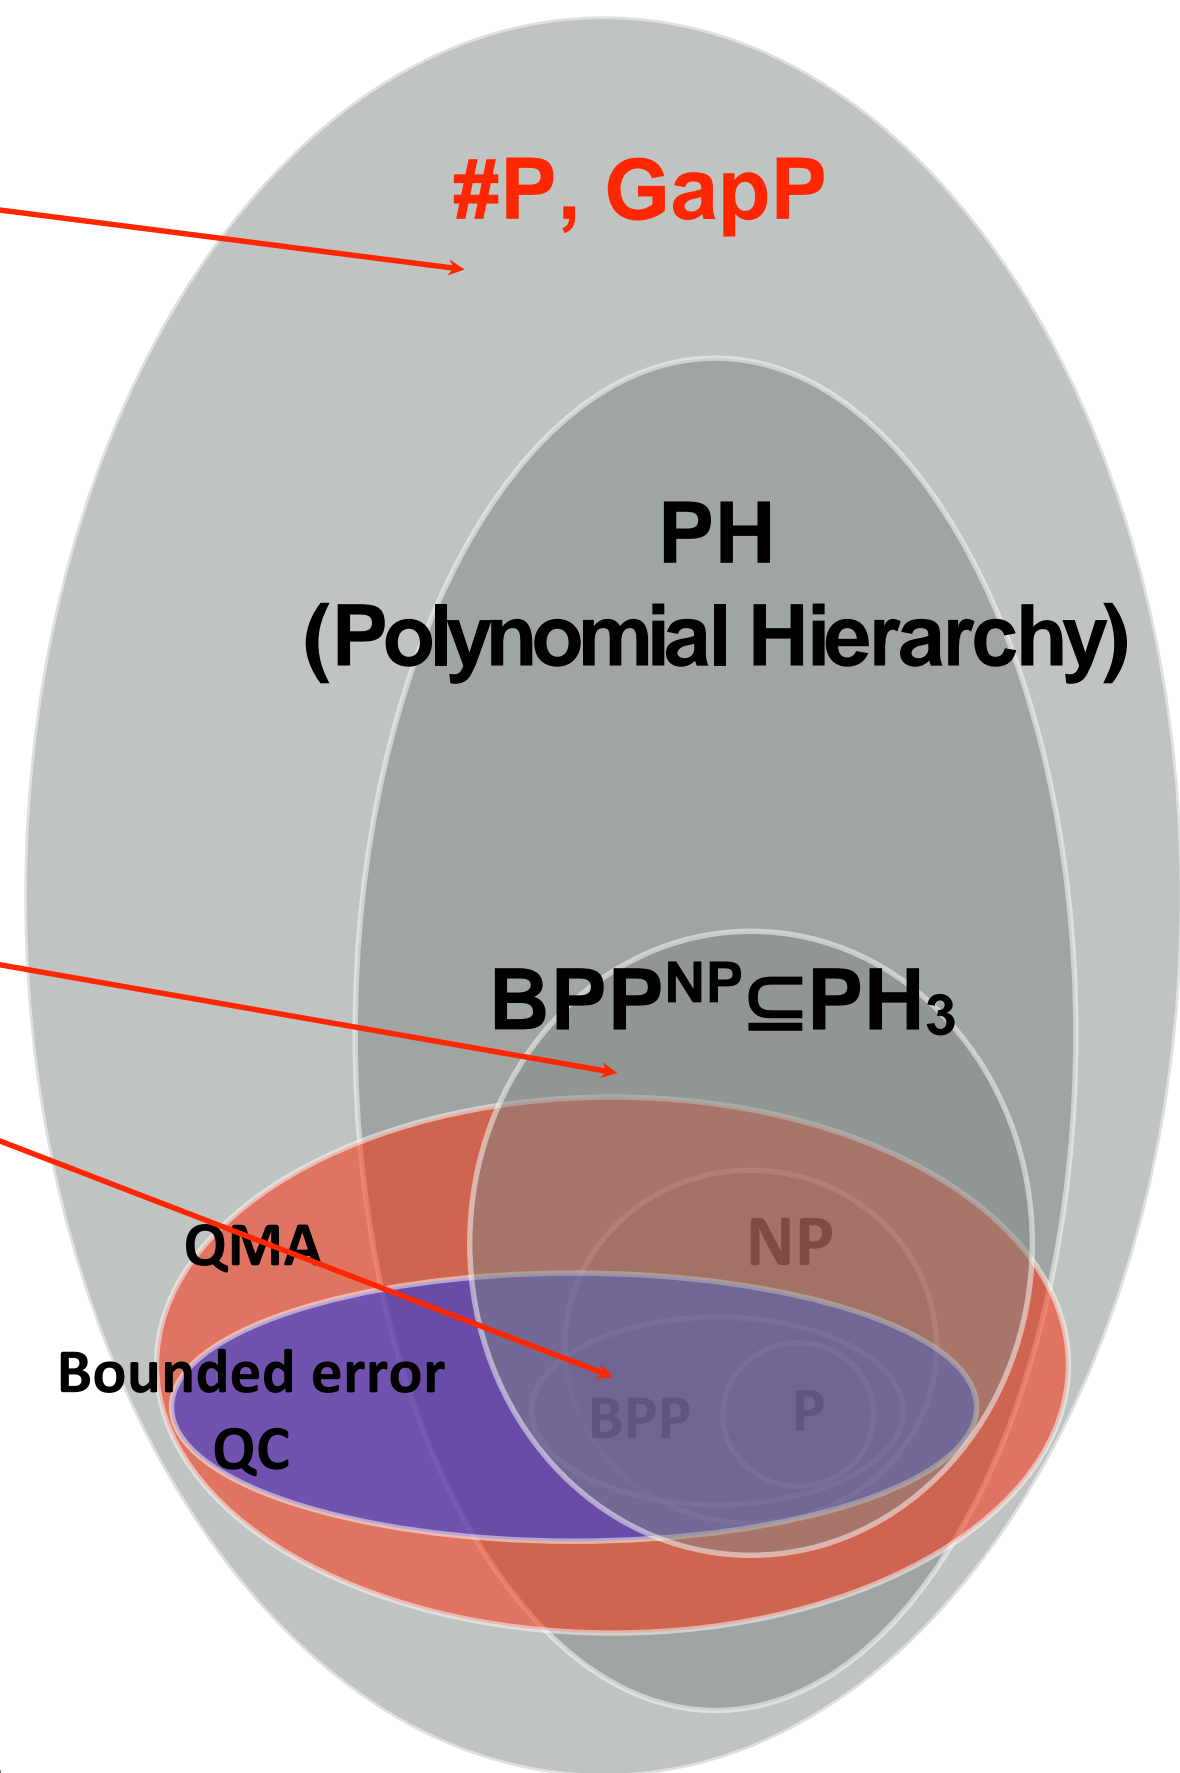 #P, GapP
PH
(Polynomial Hierarchy)
BPPᴺᴾ⊆PH₃
QMA
NP
Bounded error
QC
BPP
P